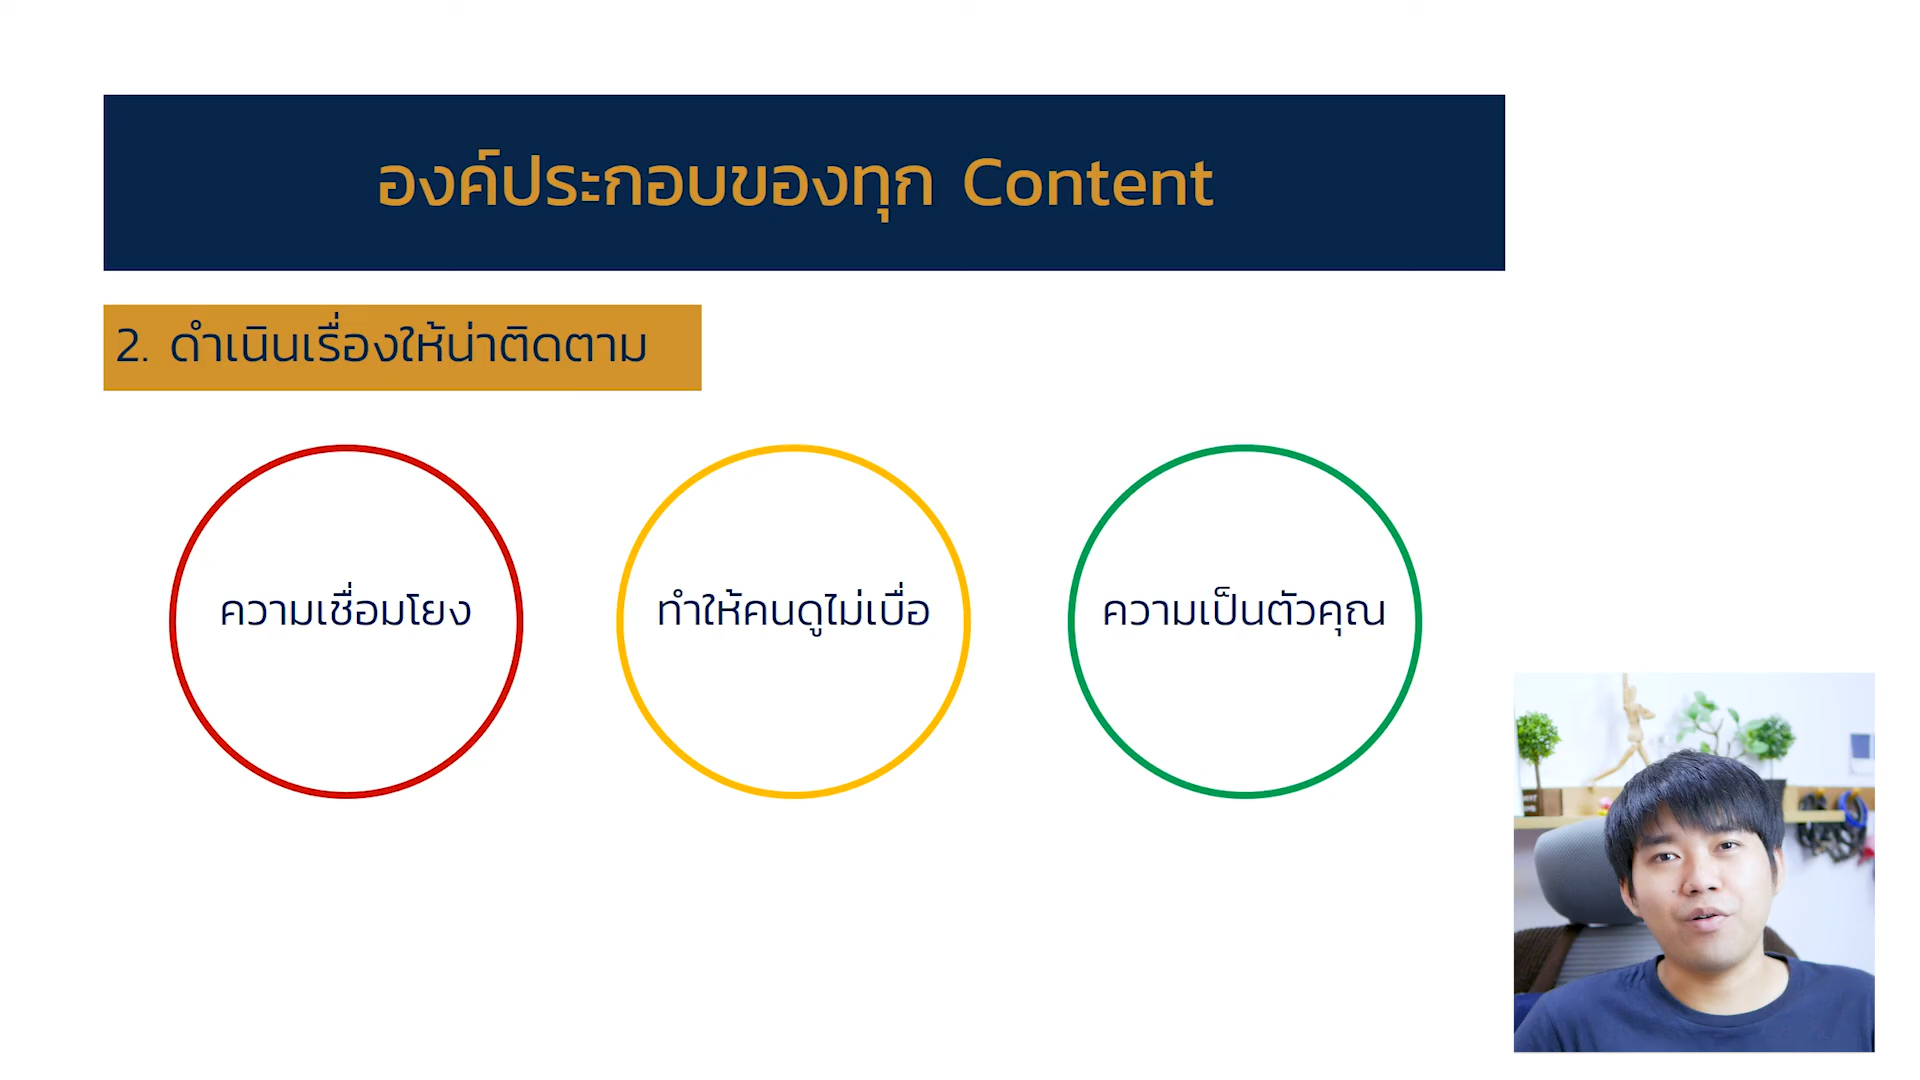 องค์ประกอบของทุก Content
2. ดำเนินเรื่องให้น่าติดตาม
ความเชื่อมโยง
ทำให้คนดูไม่เบื่อ
ความเป็นตัวคุณ